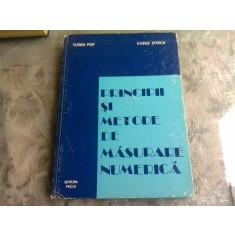 EUGEN POP VASILE STOICA
PRINCIPII
ȘI
METODE
DE
MĂSURARE
NUMERICĂ
EDITURA
FACLA